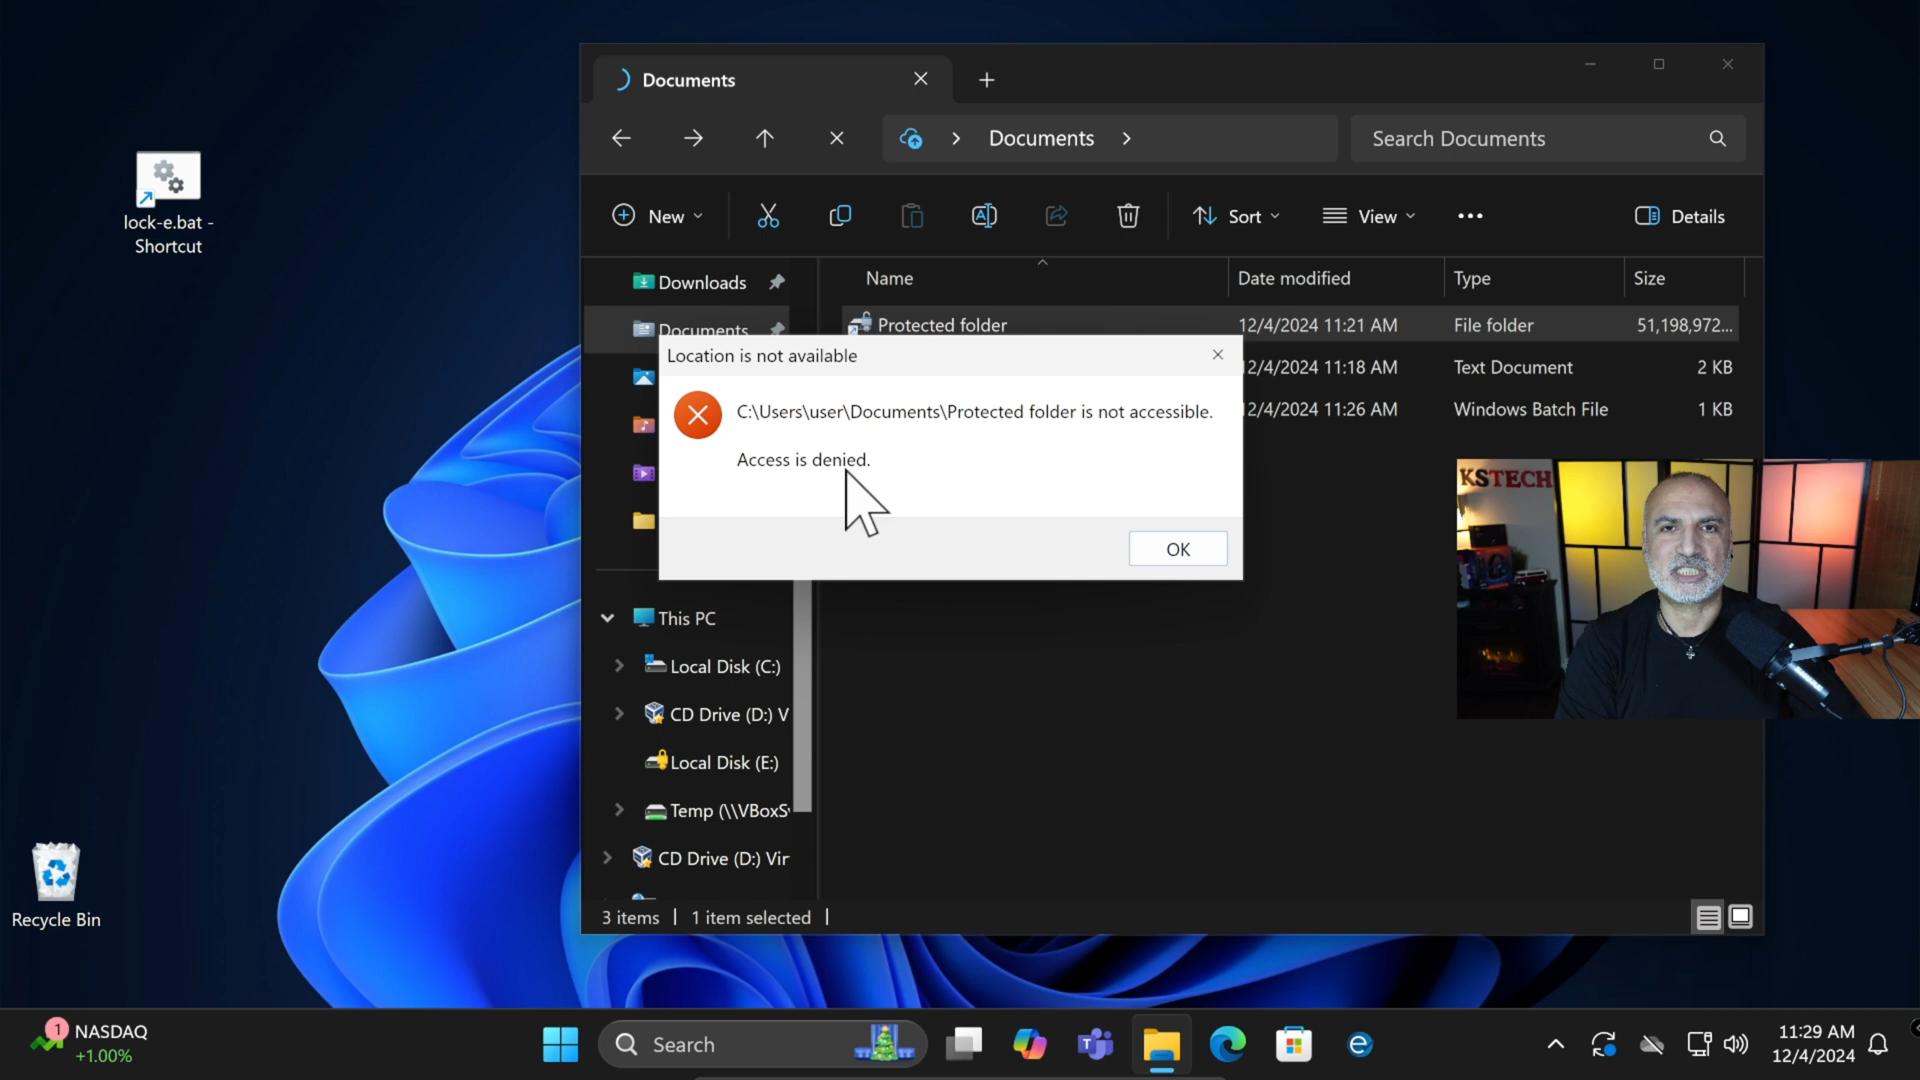 Documents
Documents
Search Documents
New
Sort
View
Details
lock-e.bat -
Shortcut
Downloads
Documents
Name
Date modified
Type
Size
Protected folder
12/4/2024 11:21 AM
File folder
51,198,972...
12/4/2024 11:18 AM
Text Document
2 KB
12/4/2024 11:26 AM
Windows Batch File
1 KB
Location is not available
C:\Users\user\Documents\Protected folder is not accessible.
Access is denied.
OK
KSTECH
This PC
Local Disk (C:)
CD Drive (D:) V
Local Disk (E:)
Temp (\\VBoxS
CD Drive (D:) Vir
3 items
1 item selected
Recycle Bin
1
NASDAQ
+1.00%
Search
11:29 AM
12/4/2024